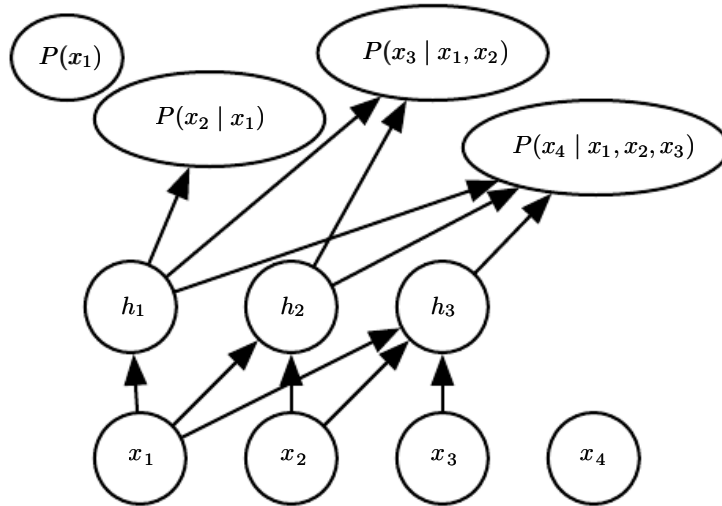 P(x₁)
P(x₃ | x₁, x₂)
P(x₂ | x₁)
P(x₄ | x₁, x₂, x₃)
h₁
h₂
h₃
x₁
x₂
x₃
x₄